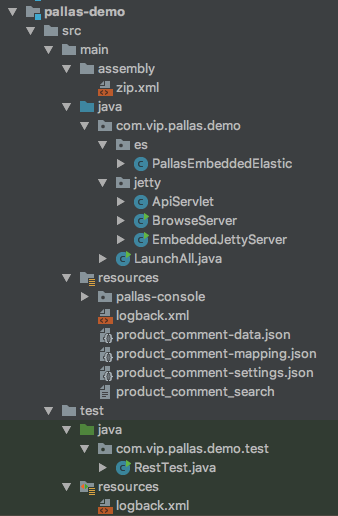 pallas-demo
src
main
assembly
zip.xml
java
com.vip.pallas.demo
es
PallasEmbeddedElastic
jetty
ApiServlet
BrowseServer
EmbeddedJettyServer
LaunchAll.java
resources
pallas-console
logback.xml
product_comment-data.json
product_comment-mapping.json
product_comment-settings.json
product_comment_search
test
java
com.vip.pallas.demo.test
RestTest.java
resources
logback.xml